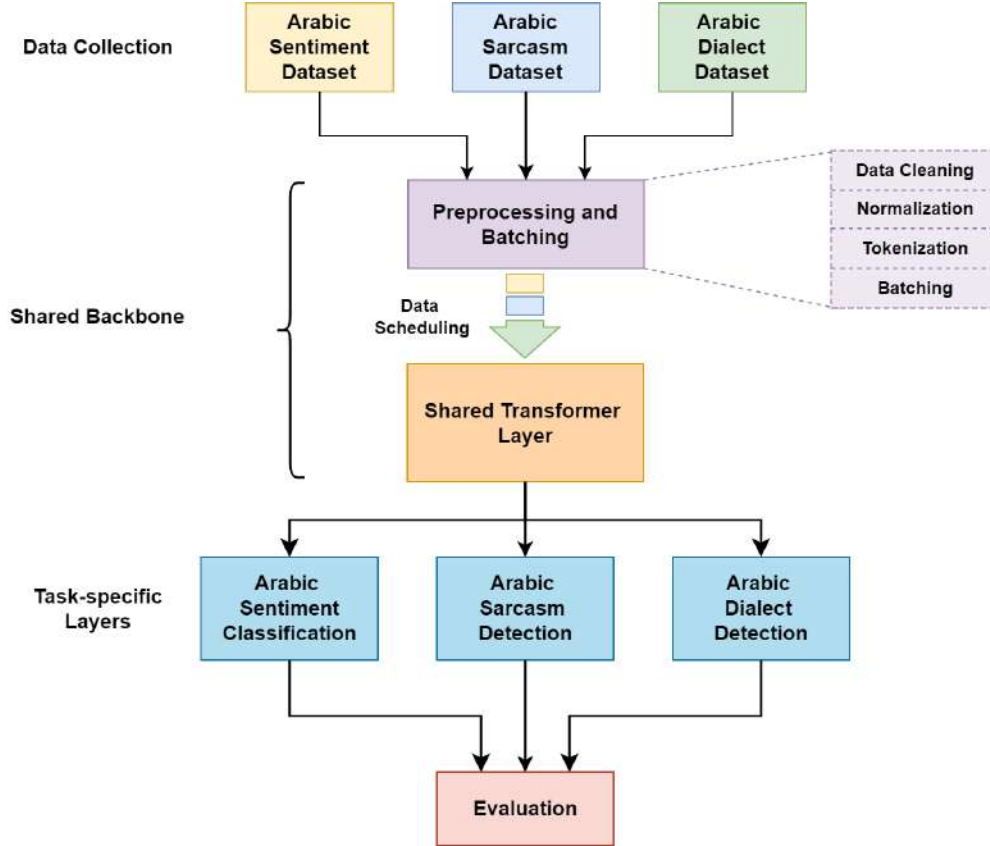 Data Collection
Arabic
Sentiment
Dataset
Arabic
Sarcasm
Dataset
Arabic
Dialect
Dataset
Preprocessing and
Batching
Data Cleaning
Normalization
Tokenization
Batching
Shared Backbone
Data
Scheduling
Shared Transformer
Layer
Task-specific
Layers
Arabic
Sentiment
Classification
Arabic
Sarcasm
Detection
Arabic
Dialect
Detection
Evaluation